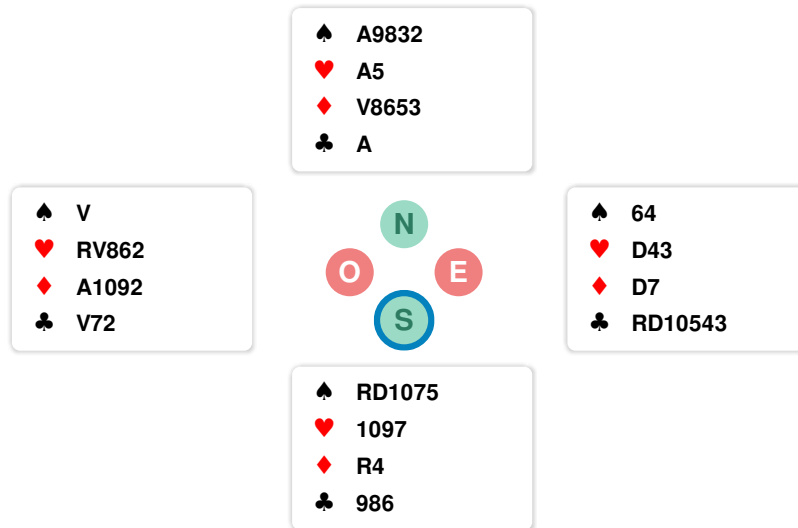 ♠ A9832
♥ A5
♦ V8653
♣ A
♠ V
♥ RV862
♦ A1092
♣ V72
N
O E
S
♠ 64
♥ D43
♦ D7
♣ RD10543
♠ RD1075
♥ 1097
♦ R4
♣ 986